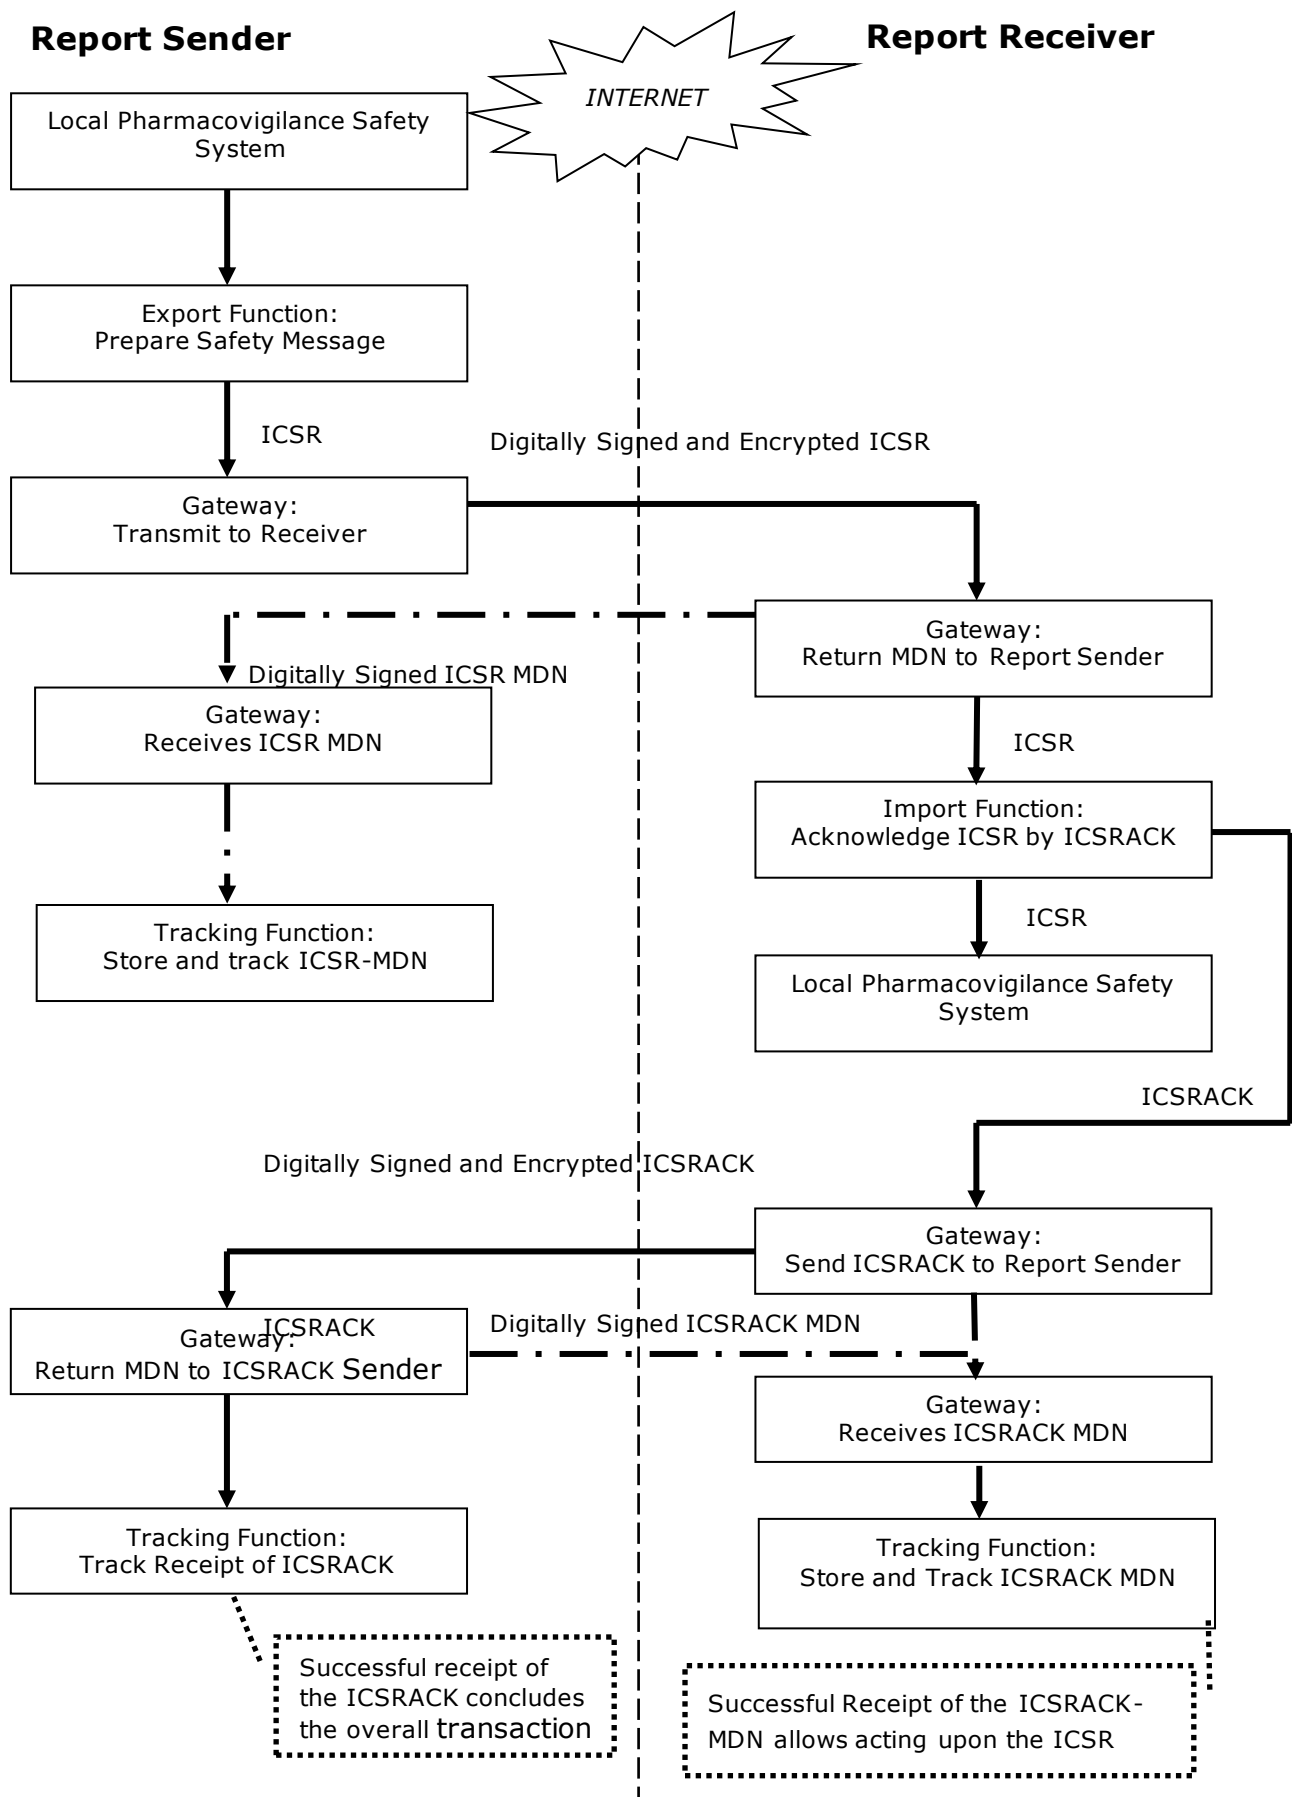 Report Sender
Report Receiver
INTERNET
Local Pharmacovigilance Safety
System
Export Function:
Prepare Safety Message
ICSR
Digitally Signed and Encrypted ICSR
Gateway:
Transmit to Receiver
Gateway:
Return MDN to Report Sender
Digitally Signed ICSR MDN
Gateway:
Receives ICSR MDN
ICSR
Import Function:
Acknowledge ICSR by ICSRACK
Tracking Function:
Store and track ICSR-MDN
ICSR
Local Pharmacovigilance Safety
System
ICSRACK
Digitally Signed and Encrypted ICSRACK
Gateway:
Send ICSRACK to Report Sender
ICSRACK
Gateway:
Return MDN to ICSRACK Sender
Digitally Signed ICSRACK MDN
Gateway:
Receives ICSRACK MDN
Tracking Function:
Track Receipt of ICSRACK
Tracking Function:
Store and Track ICSRACK MDN
Successful receipt of
the ICSRACK concludes
the overall transaction
Successful Receipt of the ICSRACK-
MDN allows acting upon the ICSR